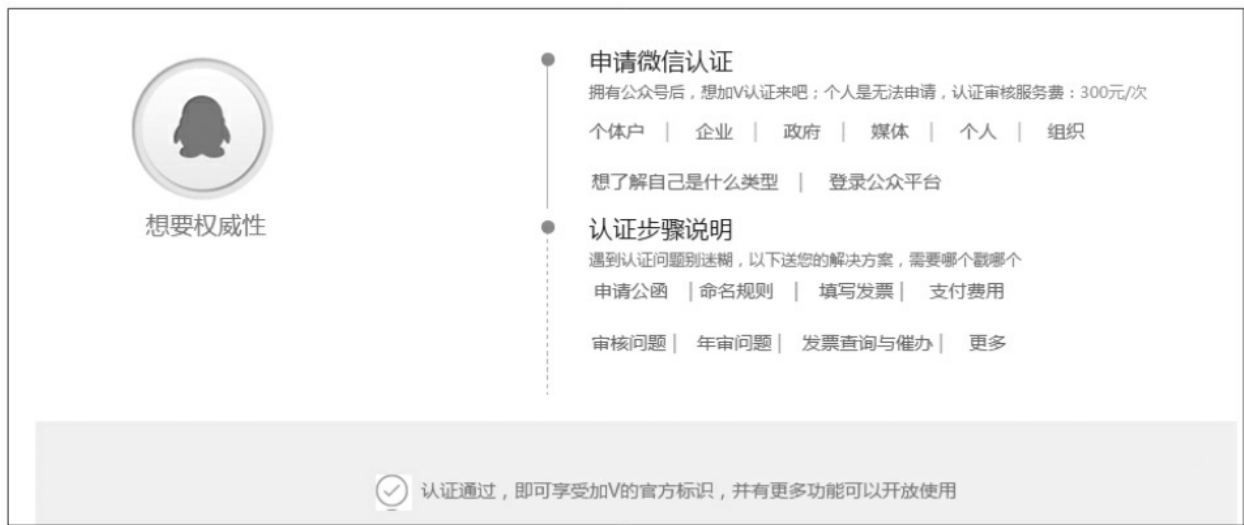 想要权威性
申请微信认证
拥有公众号后，想加V认证来吧；个人是无法申请，认证审核服务费：300元/次
个体户 | 企业 | 政府 | 媒体 | 个人 | 组织
想了解自己是什么类型 | 登录公众平台
认证步骤说明
遇到认证问题别迷糊，以下送您的解决方案，需要哪个戳哪个
申请公函 | 命名规则 | 填写发票 | 支付费用
审核问题 | 年审问题 | 发票查询与催办 | 更多
认证通过，即可享受加V的官方标识，并有更多功能可以开放使用